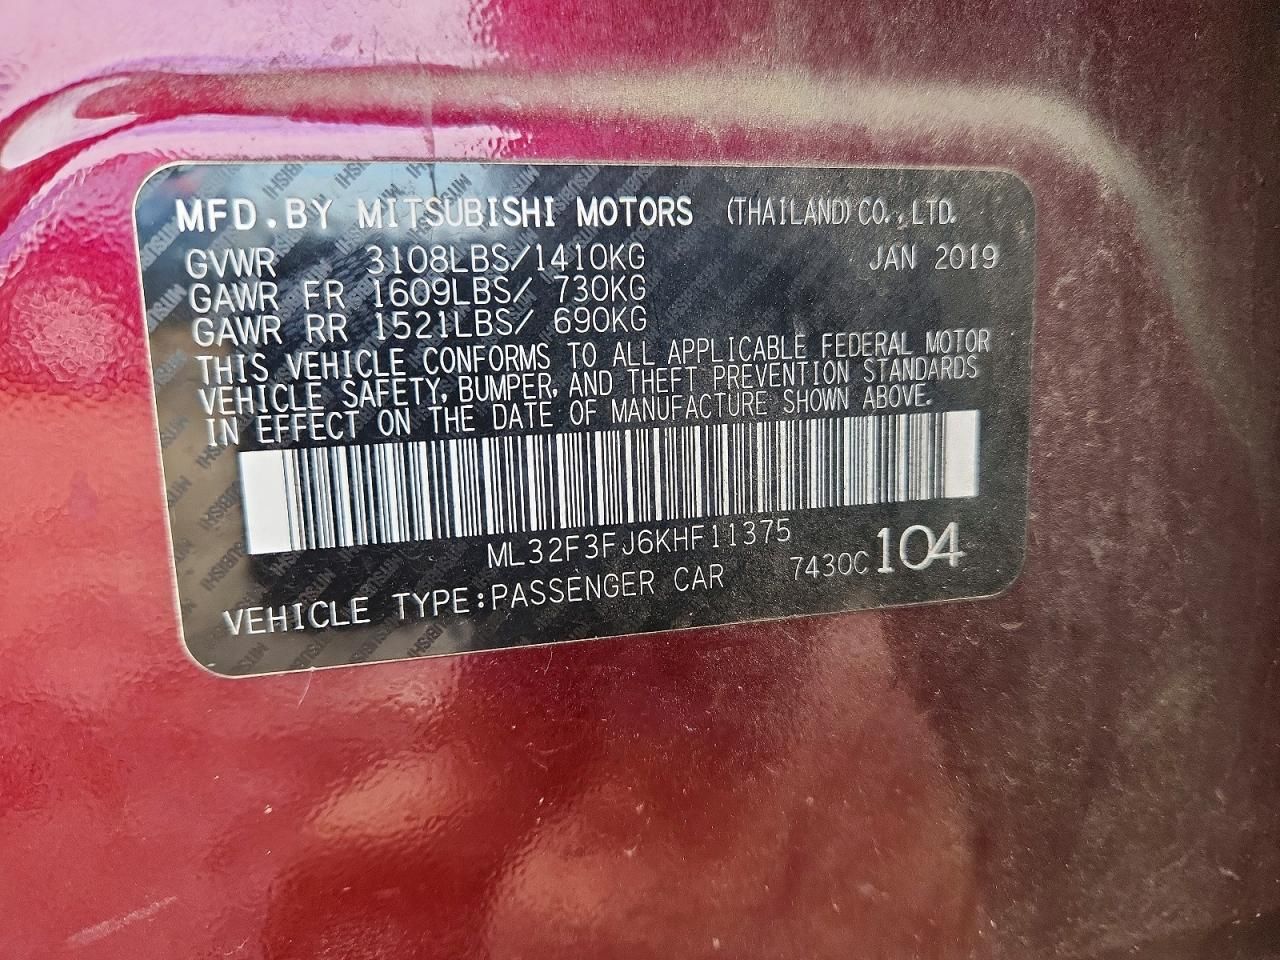 MFD.BY MITSUBISHI MOTORS (THAILAND) CO.,LTD.
GVWR 3108LBS/1410KG JAN 2019
GAWR FR 1609LBS/ 730KG
GAWR RR 1521LBS/ 690KG
THIS VEHICLE CONFORMS TO ALL APPLICABLE FEDERAL MOTOR
VEHICLE SAFETY, BUMPER, AND THEFT PREVENTION STANDARDS
IN EFFECT ON THE DATE OF MANUFACTURE SHOWN ABOVE.
ML32F3FJ6KHF11375
7430C 104
VEHICLE TYPE:PASSENGER CAR